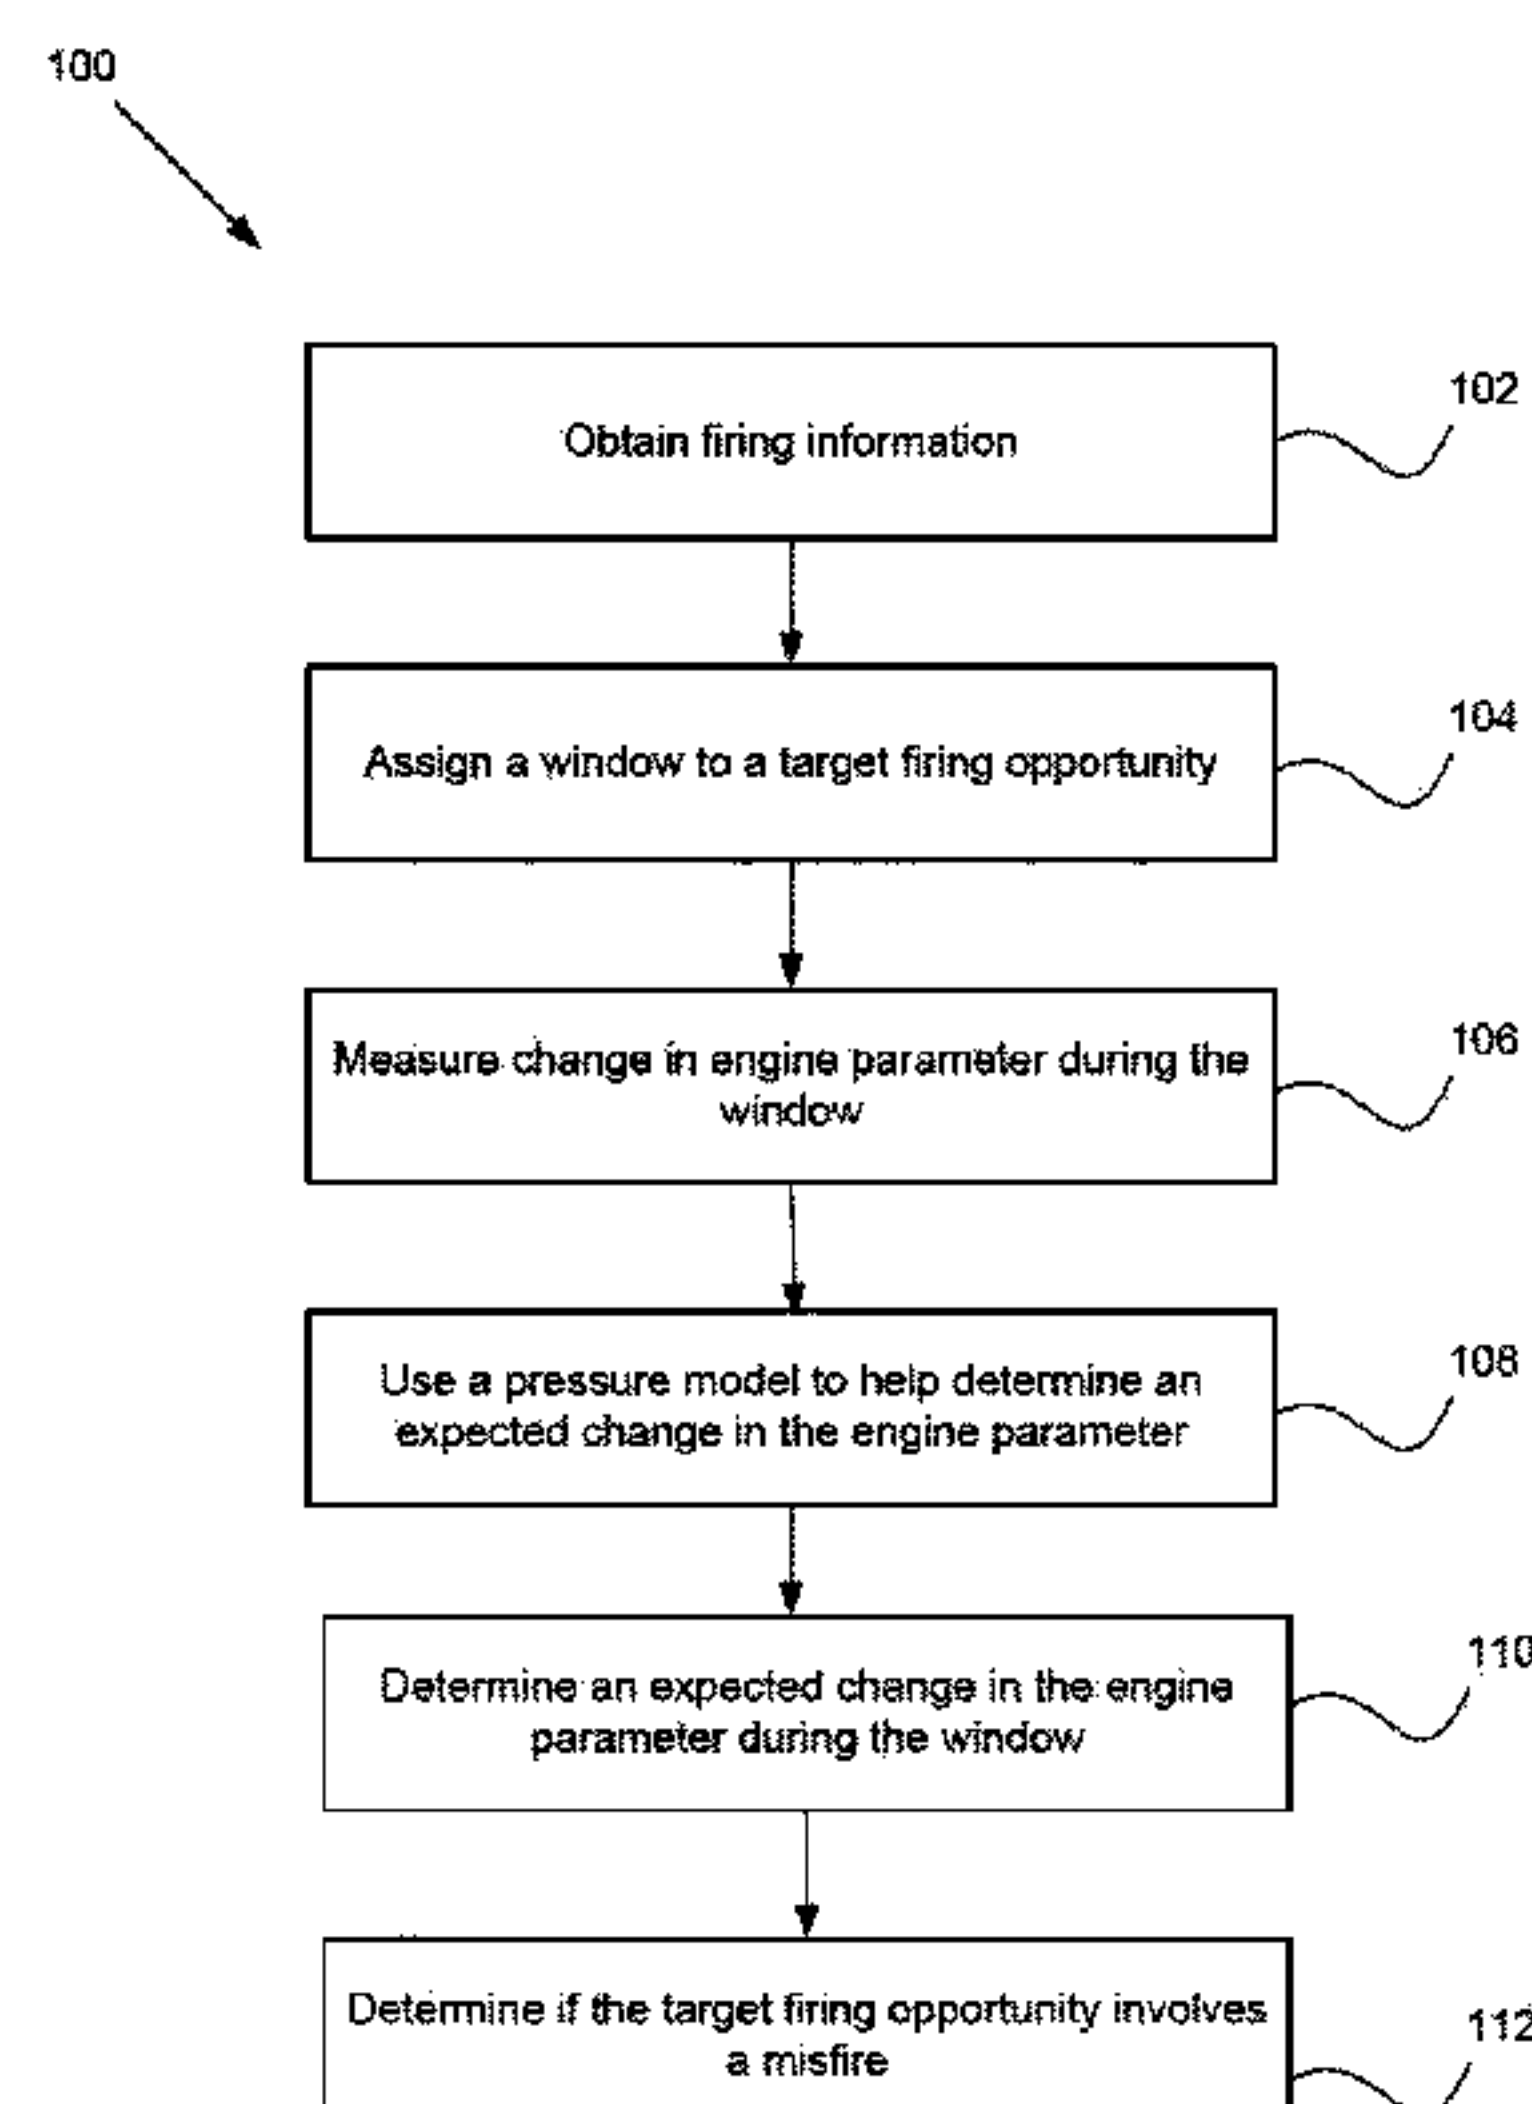 100
Obtain firing information
102
Assign a window to a target firing opportunity
104
Measure change in engine parameter during the
window
106
Use a pressure model to help determine an
expected change in the engine parameter
108
Determine an expected change in the engine
parameter during the window
110
Determine if the target firing opportunity involves
a misfire
112